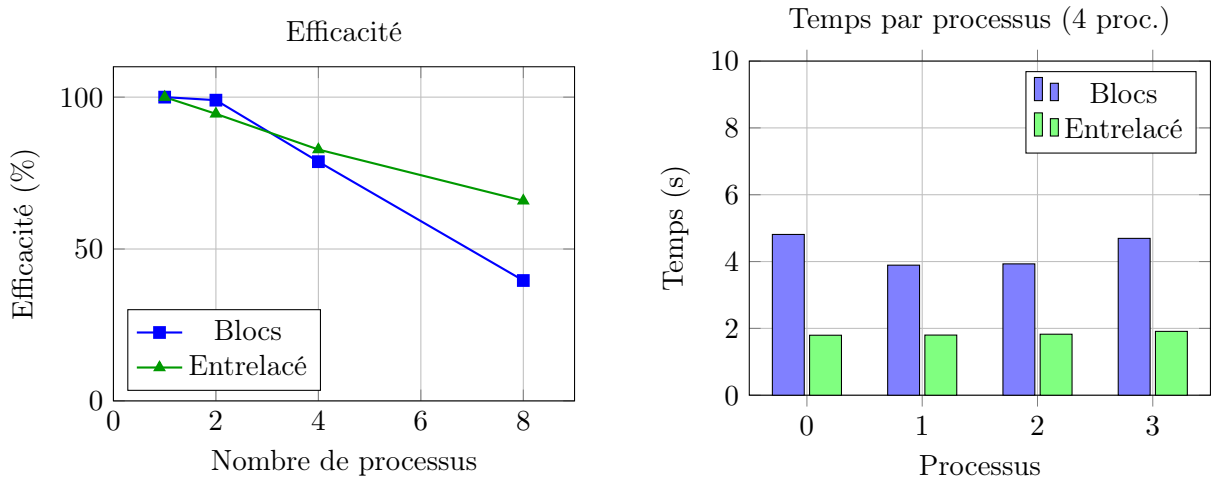 Efficacité
100
50
0
0
2
4
6
8
Efficacité (%)
Nombre de processus
Blocs
Entrelacé
Temps par processus (4 proc.)
10
8
6
4
2
0
0
1
2
3
Temps (s)
Processus
Blocs
Entrelacé